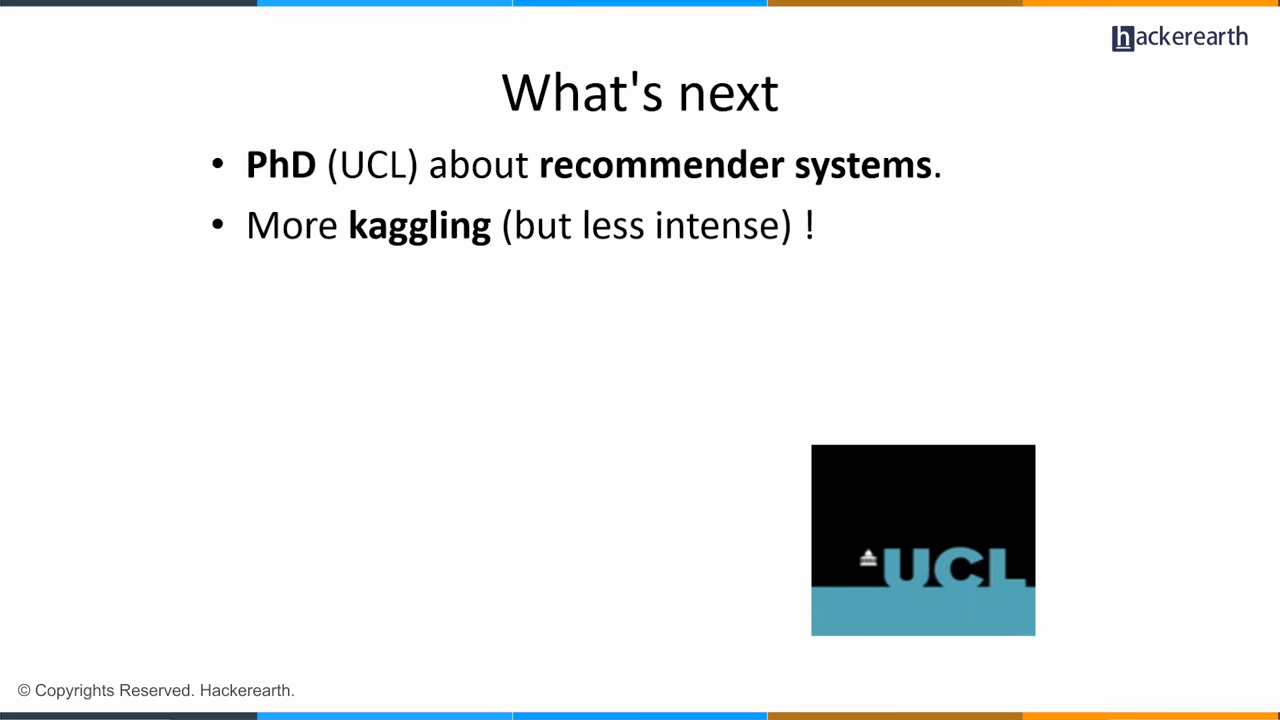 hackerearth
What's next
• PhD (UCL) about recommender systems.
• More kaggling (but less intense) !
UCL
© Copyrights Reserved. Hackerearth.